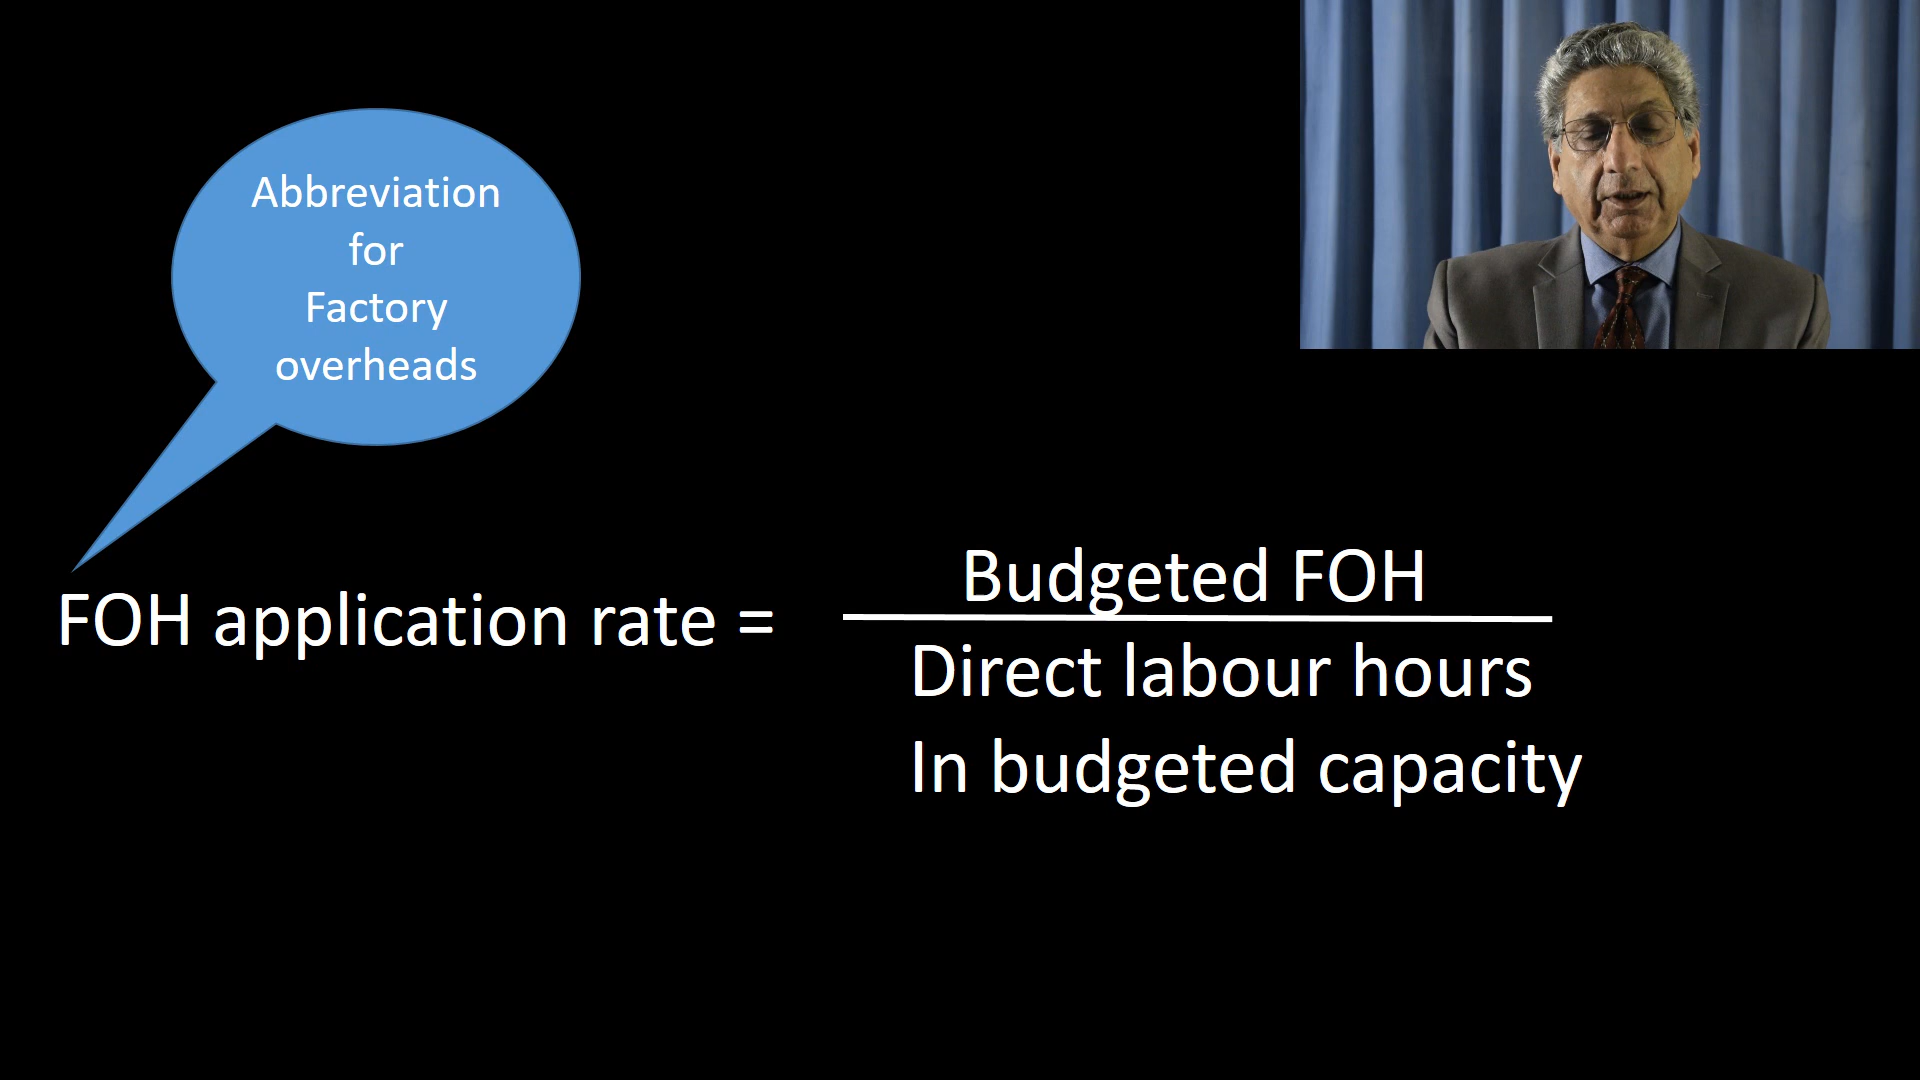 Abbreviation
for
Factory
overheads
FOH application rate =
Budgeted FOH
Direct labour hours
In budgeted capacity